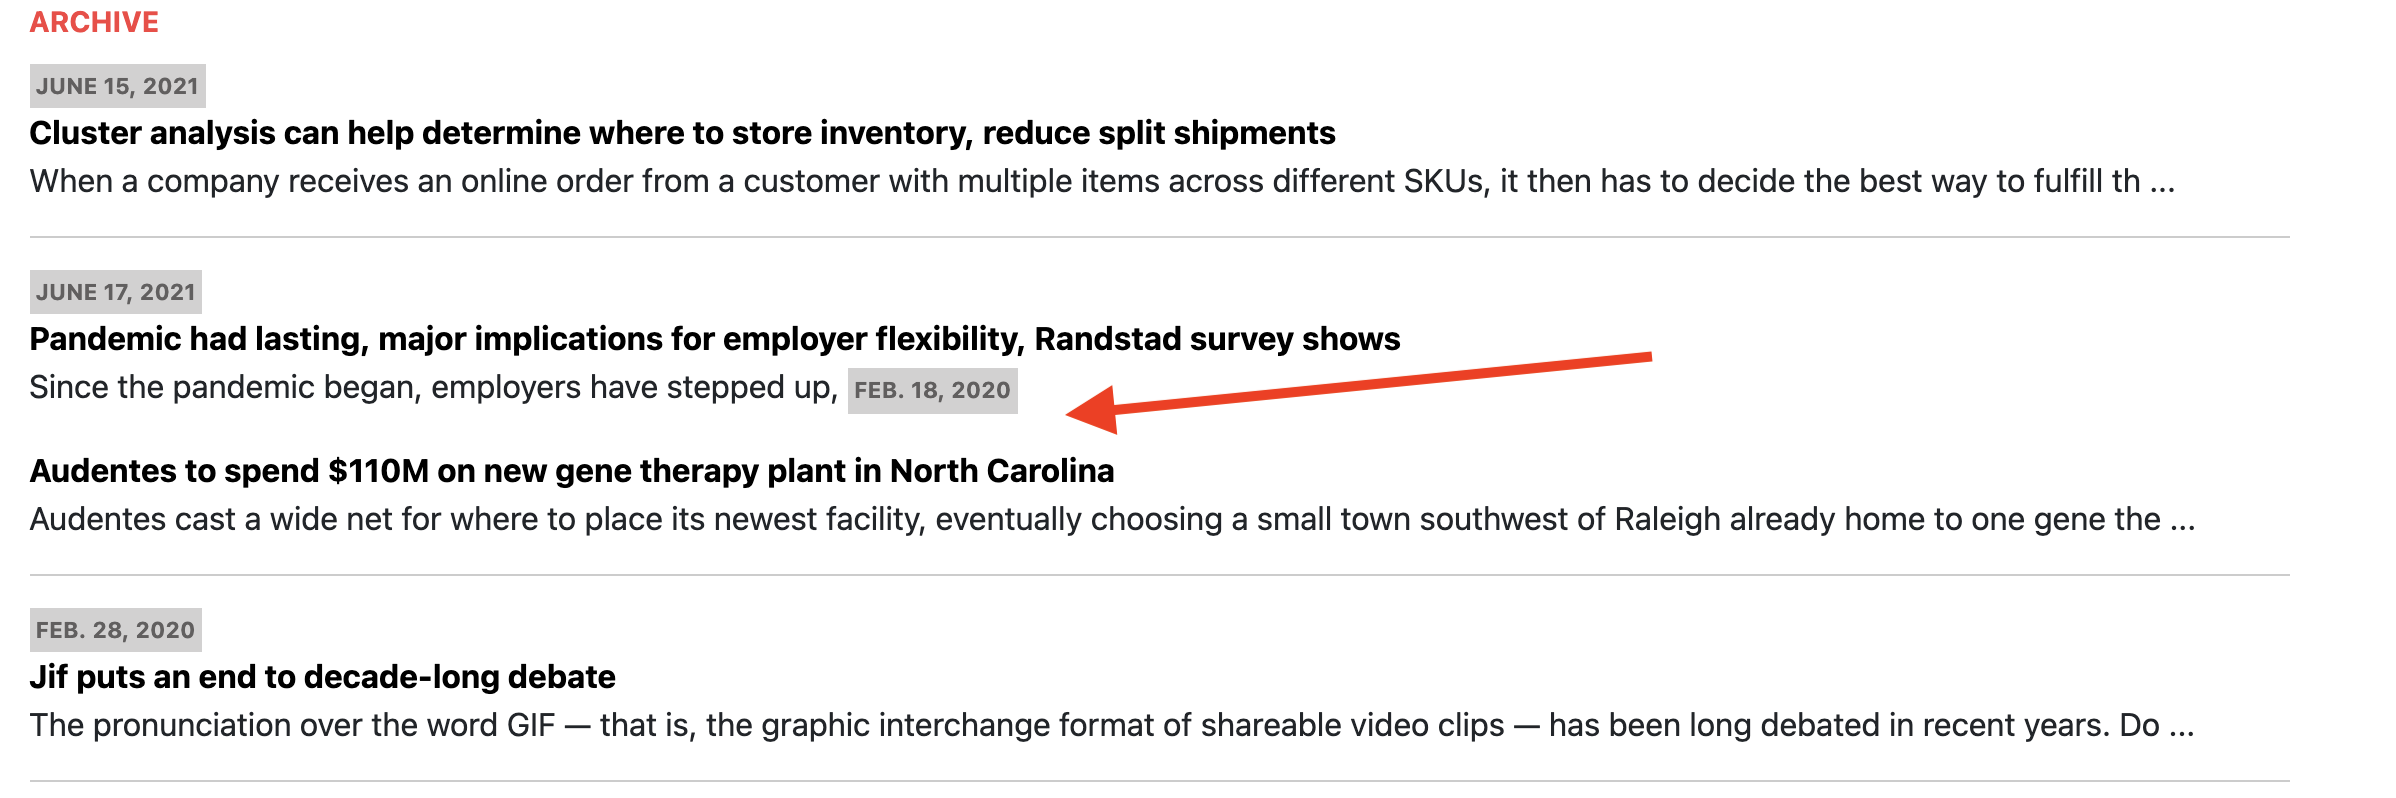 ARCHIVE
JUNE 15, 2021
Cluster analysis can help determine where to store inventory, reduce split shipments
When a company receives an online order from a customer with multiple items across different SKUs, it then has to decide the best way to fulfill th ...
JUNE 17, 2021
Pandemic had lasting, major implications for employer flexibility, Randstad survey shows
Since the pandemic began, employers have stepped up, FEB. 18, 2020
Audentes to spend $110M on new gene therapy plant in North Carolina
Audentes cast a wide net for where to place its newest facility, eventually choosing a small town southwest of Raleigh already home to one gene the ...
FEB. 28, 2020
Jif puts an end to decade-long debate
The pronunciation over the word GIF — that is, the graphic interchange format of shareable video clips — has been long debated in recent years. Do ...